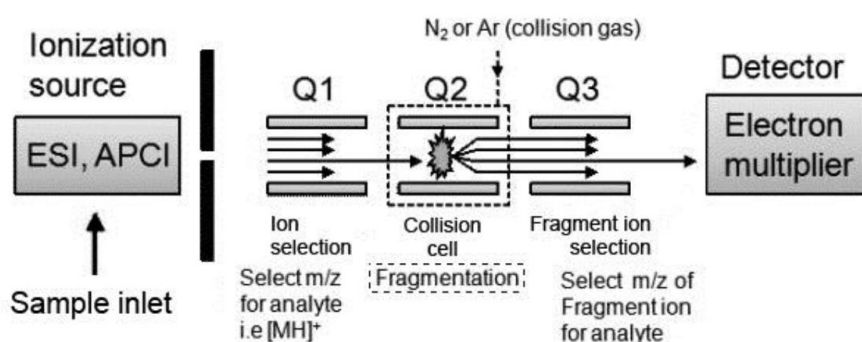 Ionization
source
ESI, APCI
Sample inlet
N₂ or Ar (collision gas)
Q1
Q2
Q3
Ion
selection
Select m/z
for analyte
i.e [MH]⁺
Collision
cell
Fragmentation
Fragment ion
selection
Select m/z of
Fragment ion
for analyte
Detector
Electron
multiplier